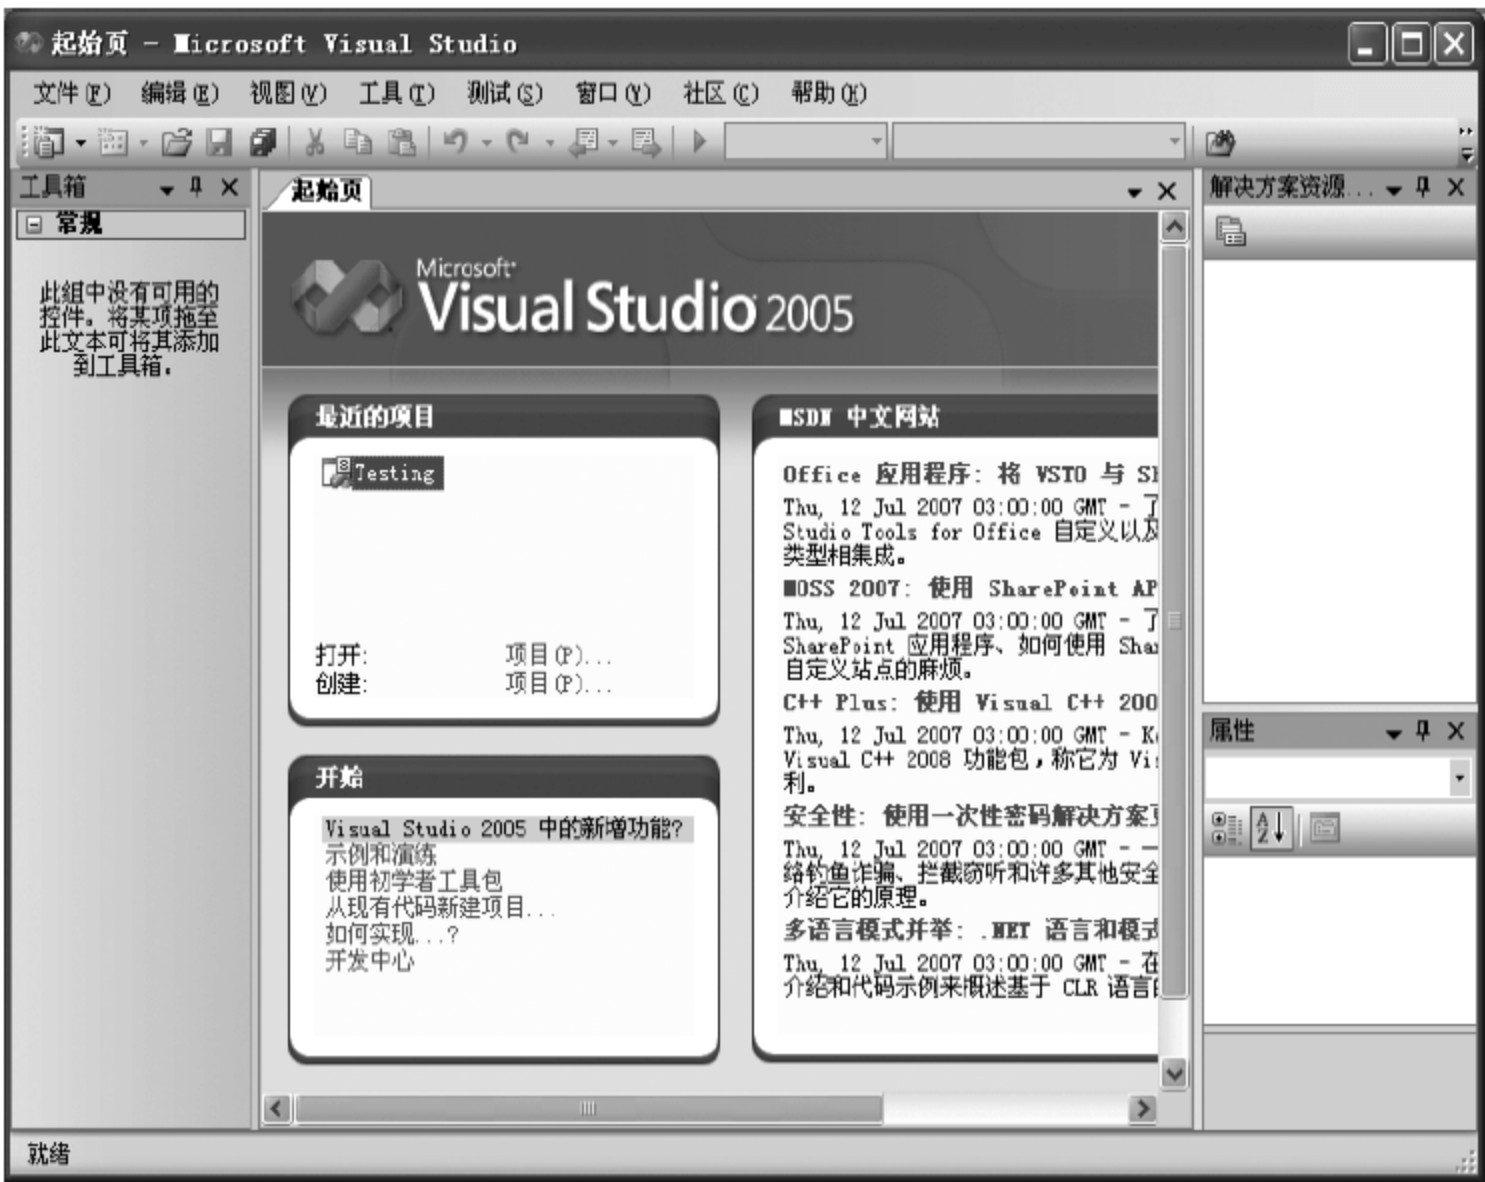 起始页 - Microsoft Visual Studio
文件(F) 编辑(E) 视图(V) 工具(T) 测试(S) 窗口(W) 社区(C) 帮助(H)
工具箱
常规
此组中没有可用的
控件。将某项拖至
此文本可将其添加
到工具箱。
起始页
Microsoft
Visual Studio 2005
最近的项目
Testing
打开: 项目(P)...
创建: 项目(P)...
开始
Visual Studio 2005 中的新增功能?
示例和演练
使用初学者工具包
从现有代码新建项目...
如何实现...?
开发中心
MSDN 中文网站
Office 应用程序: 将 VSTO 与 Sh
Thu, 12 Jul 2007 03:00:00 GMT - 了
Studio Tools for Office 自定义以及
类型相集成。
MOSS 2007: 使用 SharePoint AP
Thu, 12 Jul 2007 03:00:00 GMT - 了
SharePoint 应用程序、如何使用 Shar
自定义站点的麻烦。
C++ Plus: 使用 Visual C++ 200
Thu, 12 Jul 2007 03:00:00 GMT - K
Visual C++ 2008 功能包，称它为 Vi
利。
安全性: 使用一次性密码解决方案
Thu, 12 Jul 2007 03:00:00 GMT - 一
络钓鱼诈骗、拦截窃听和许多其他安全
介绍它的原理。
多语言模式并举: .NET 语言和模式
Thu, 12 Jul 2007 03:00:00 GMT - 在
介绍和代码示例来概述基于 CLR 语言的
解决方案资源...
属性
就绪